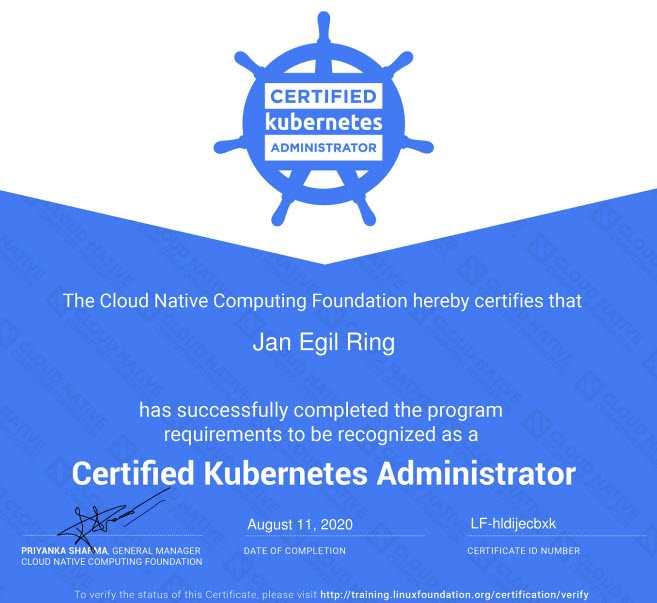 CERTIFIED
kubernetes
ADMINISTRATOR
The Cloud Native Computing Foundation hereby certifies that
Jan Egil Ring
has successfully completed the program
requirements to be recognized as a
Certified Kubernetes Administrator
August 11, 2020
LF-hldijecbxk
PRIYANKA SHARMA, GENERAL MANAGER
CLOUD NATIVE COMPUTING FOUNDATION
DATE OF COMPLETION
CERTIFICATE ID NUMBER
To verify the status of this Certificate, please visit http://training.linuxfoundation.org/certification/verify